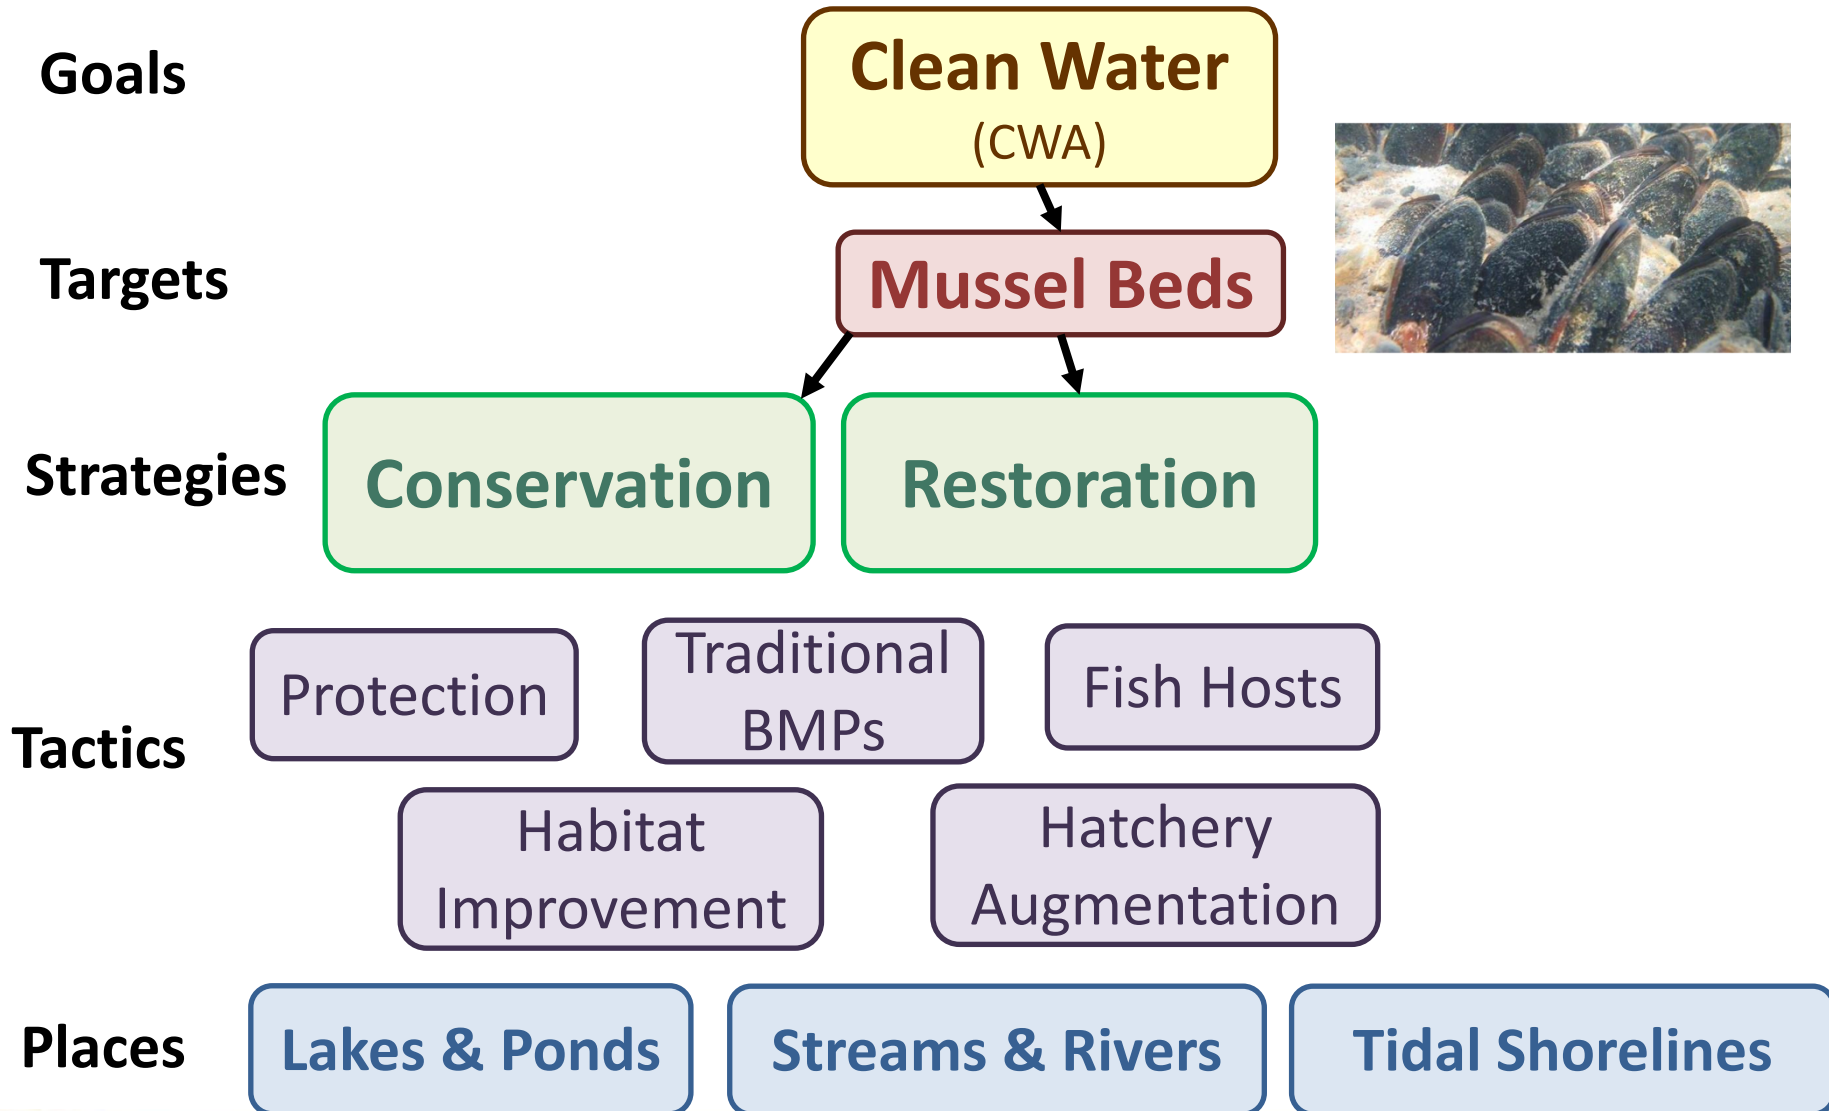 Goals
Clean Water
(CWA)
Targets
Mussel Beds
Strategies
Conservation
Restoration
Tactics
Protection
Traditional
BMPs
Fish Hosts
Habitat
Improvement
Hatchery
Augmentation
Places
Lakes & Ponds
Streams & Rivers
Tidal Shorelines